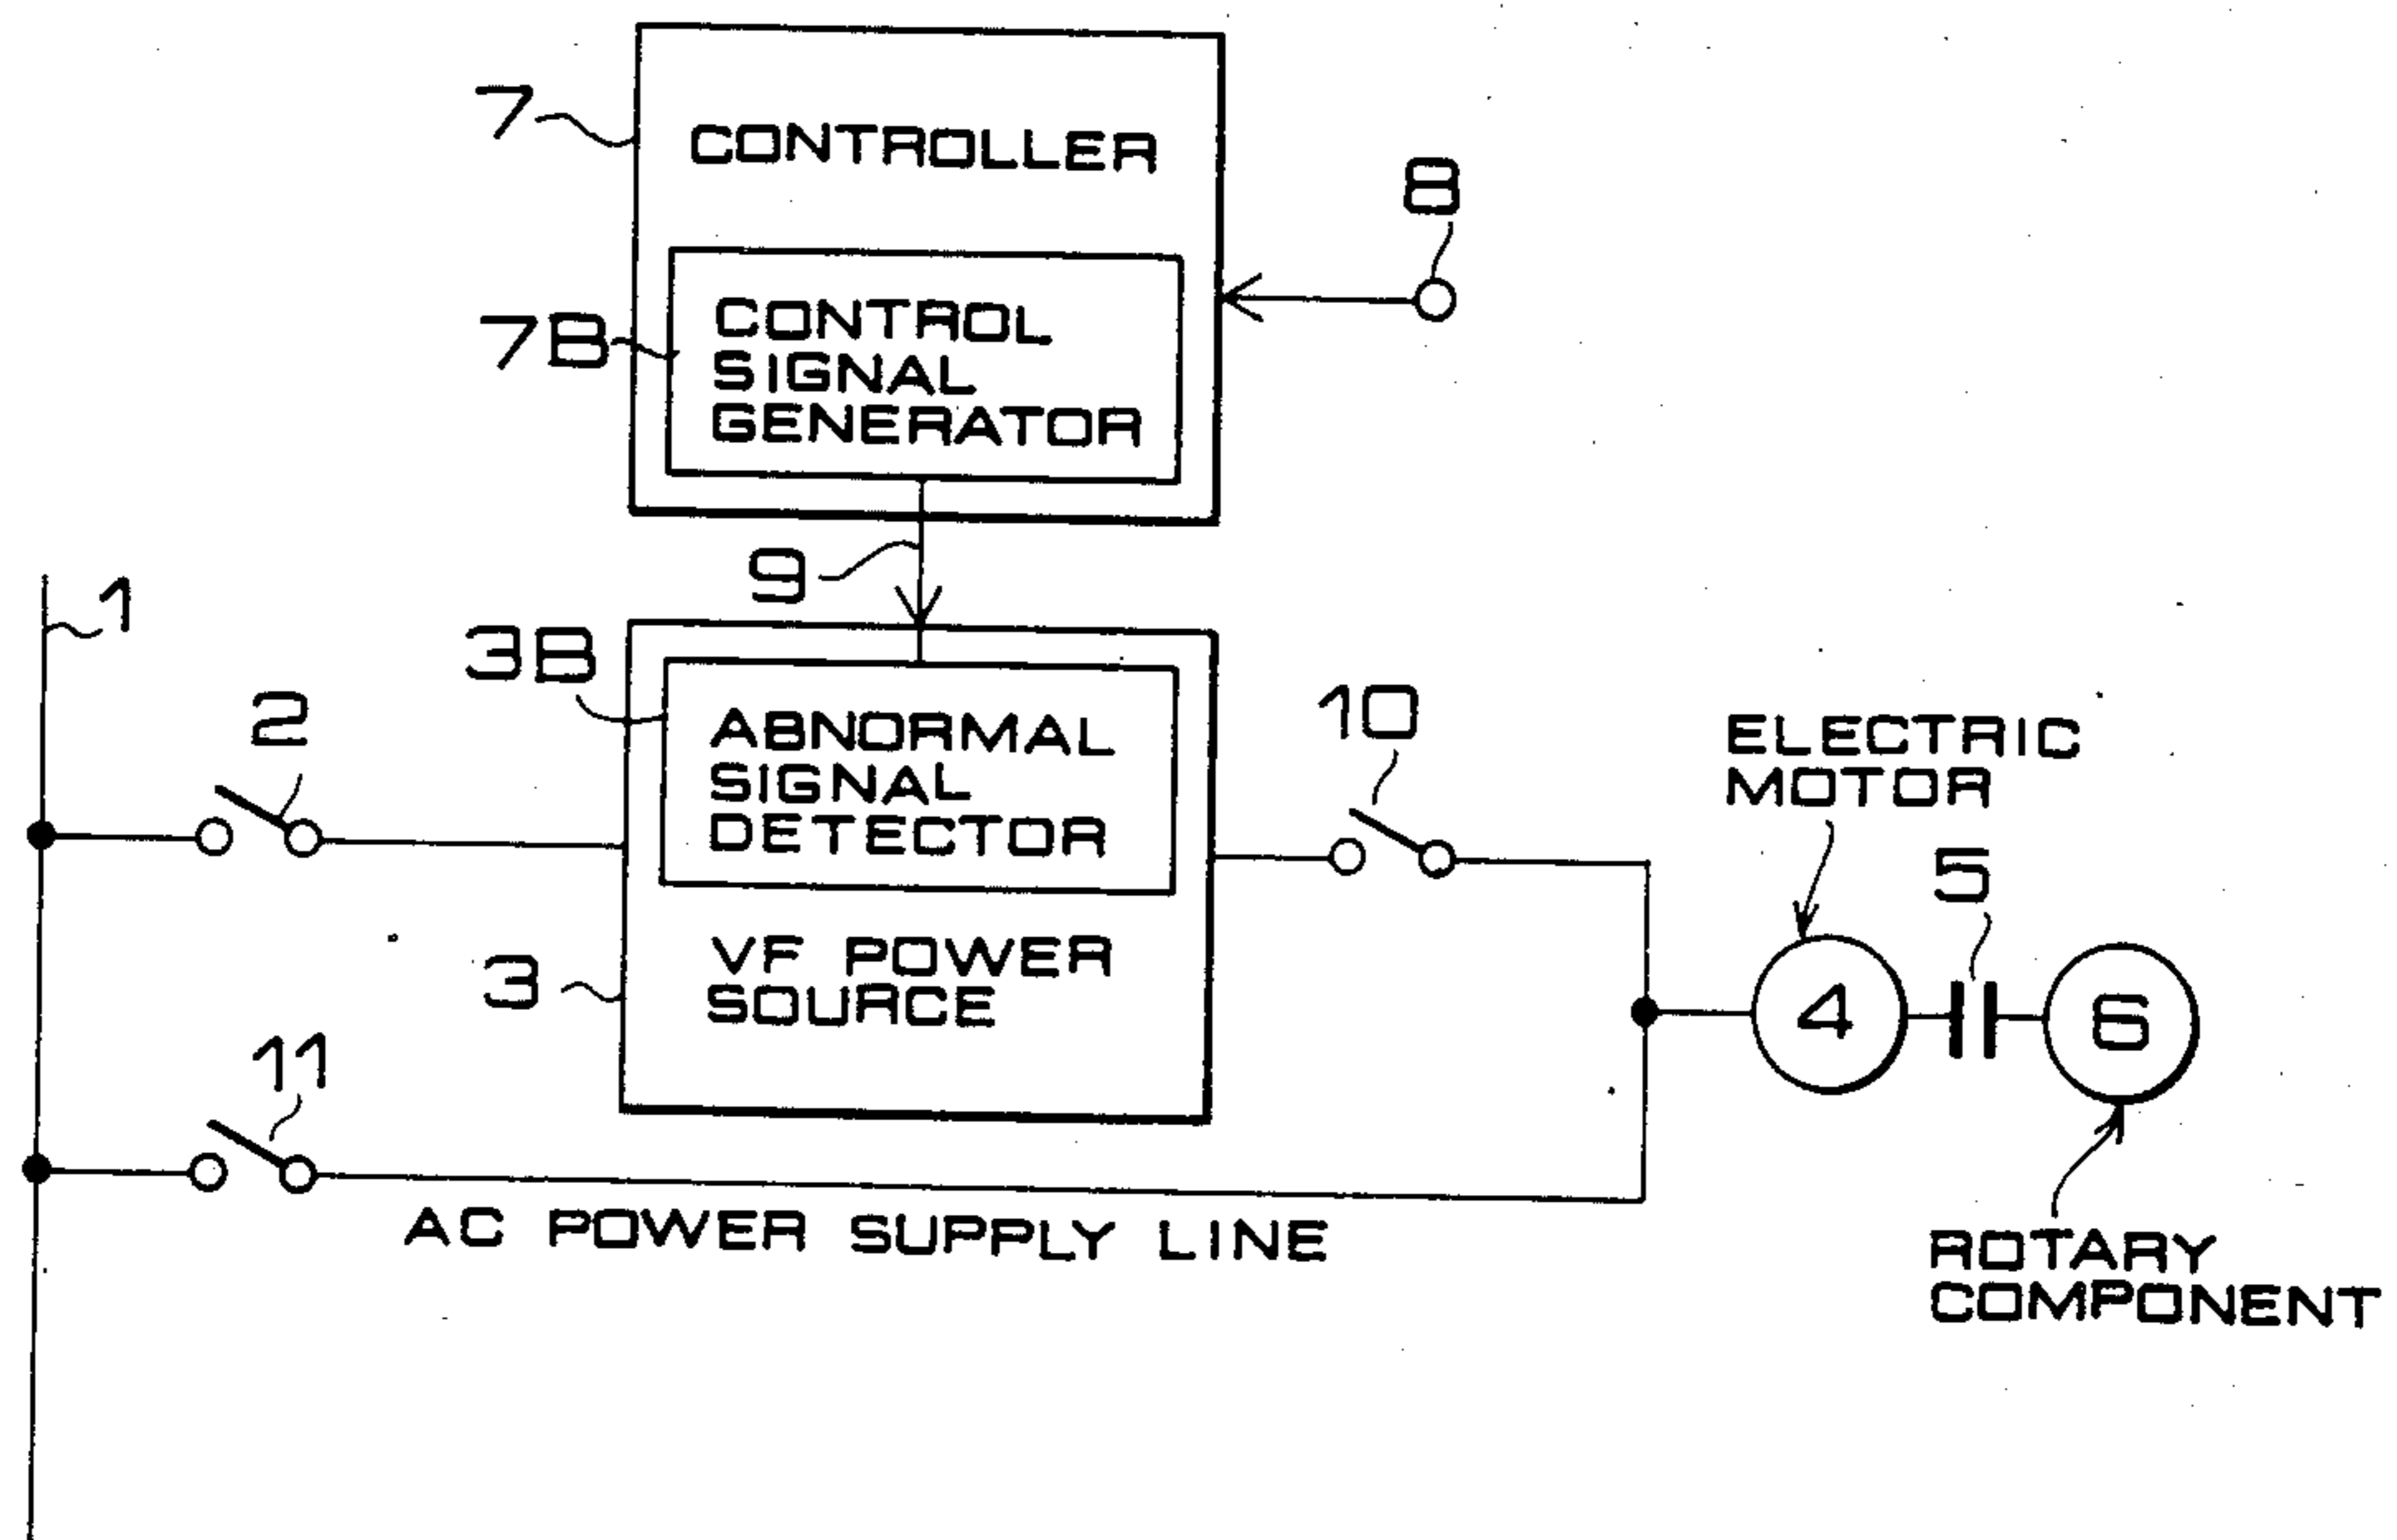 7
CONTROLLER
8
7B
CONTROL
SIGNAL
GENERATOR
9
1
3B
2
ABNORMAL
SIGNAL
DETECTOR
10
ELECTRIC
MOTOR
5
VF POWER
SOURCE
3
4
6
11
AC POWER SUPPLY LINE
ROTARY
COMPONENT